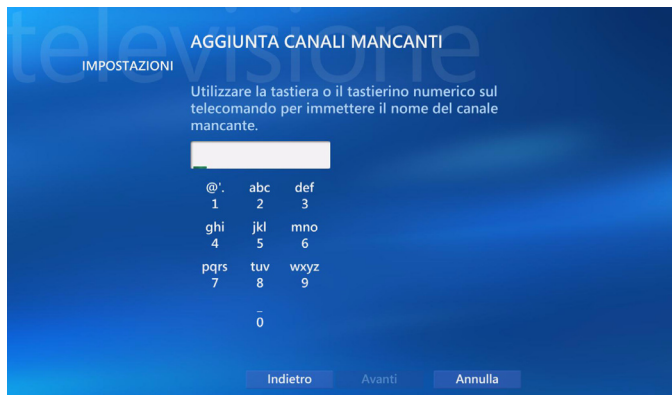 televisione
AGGIUNTA CANALI MANCANTI
IMPOSTAZIONI
Utilizzare la tastiera o il tastierino numerico sul
telecomando per immettere il nome del canale
mancante.
@'. abc def
1 2 3
ghi jkl mno
4 5 6
pqrs tuv wxyz
7 8 9
_
0
Indietro Avanti Annulla